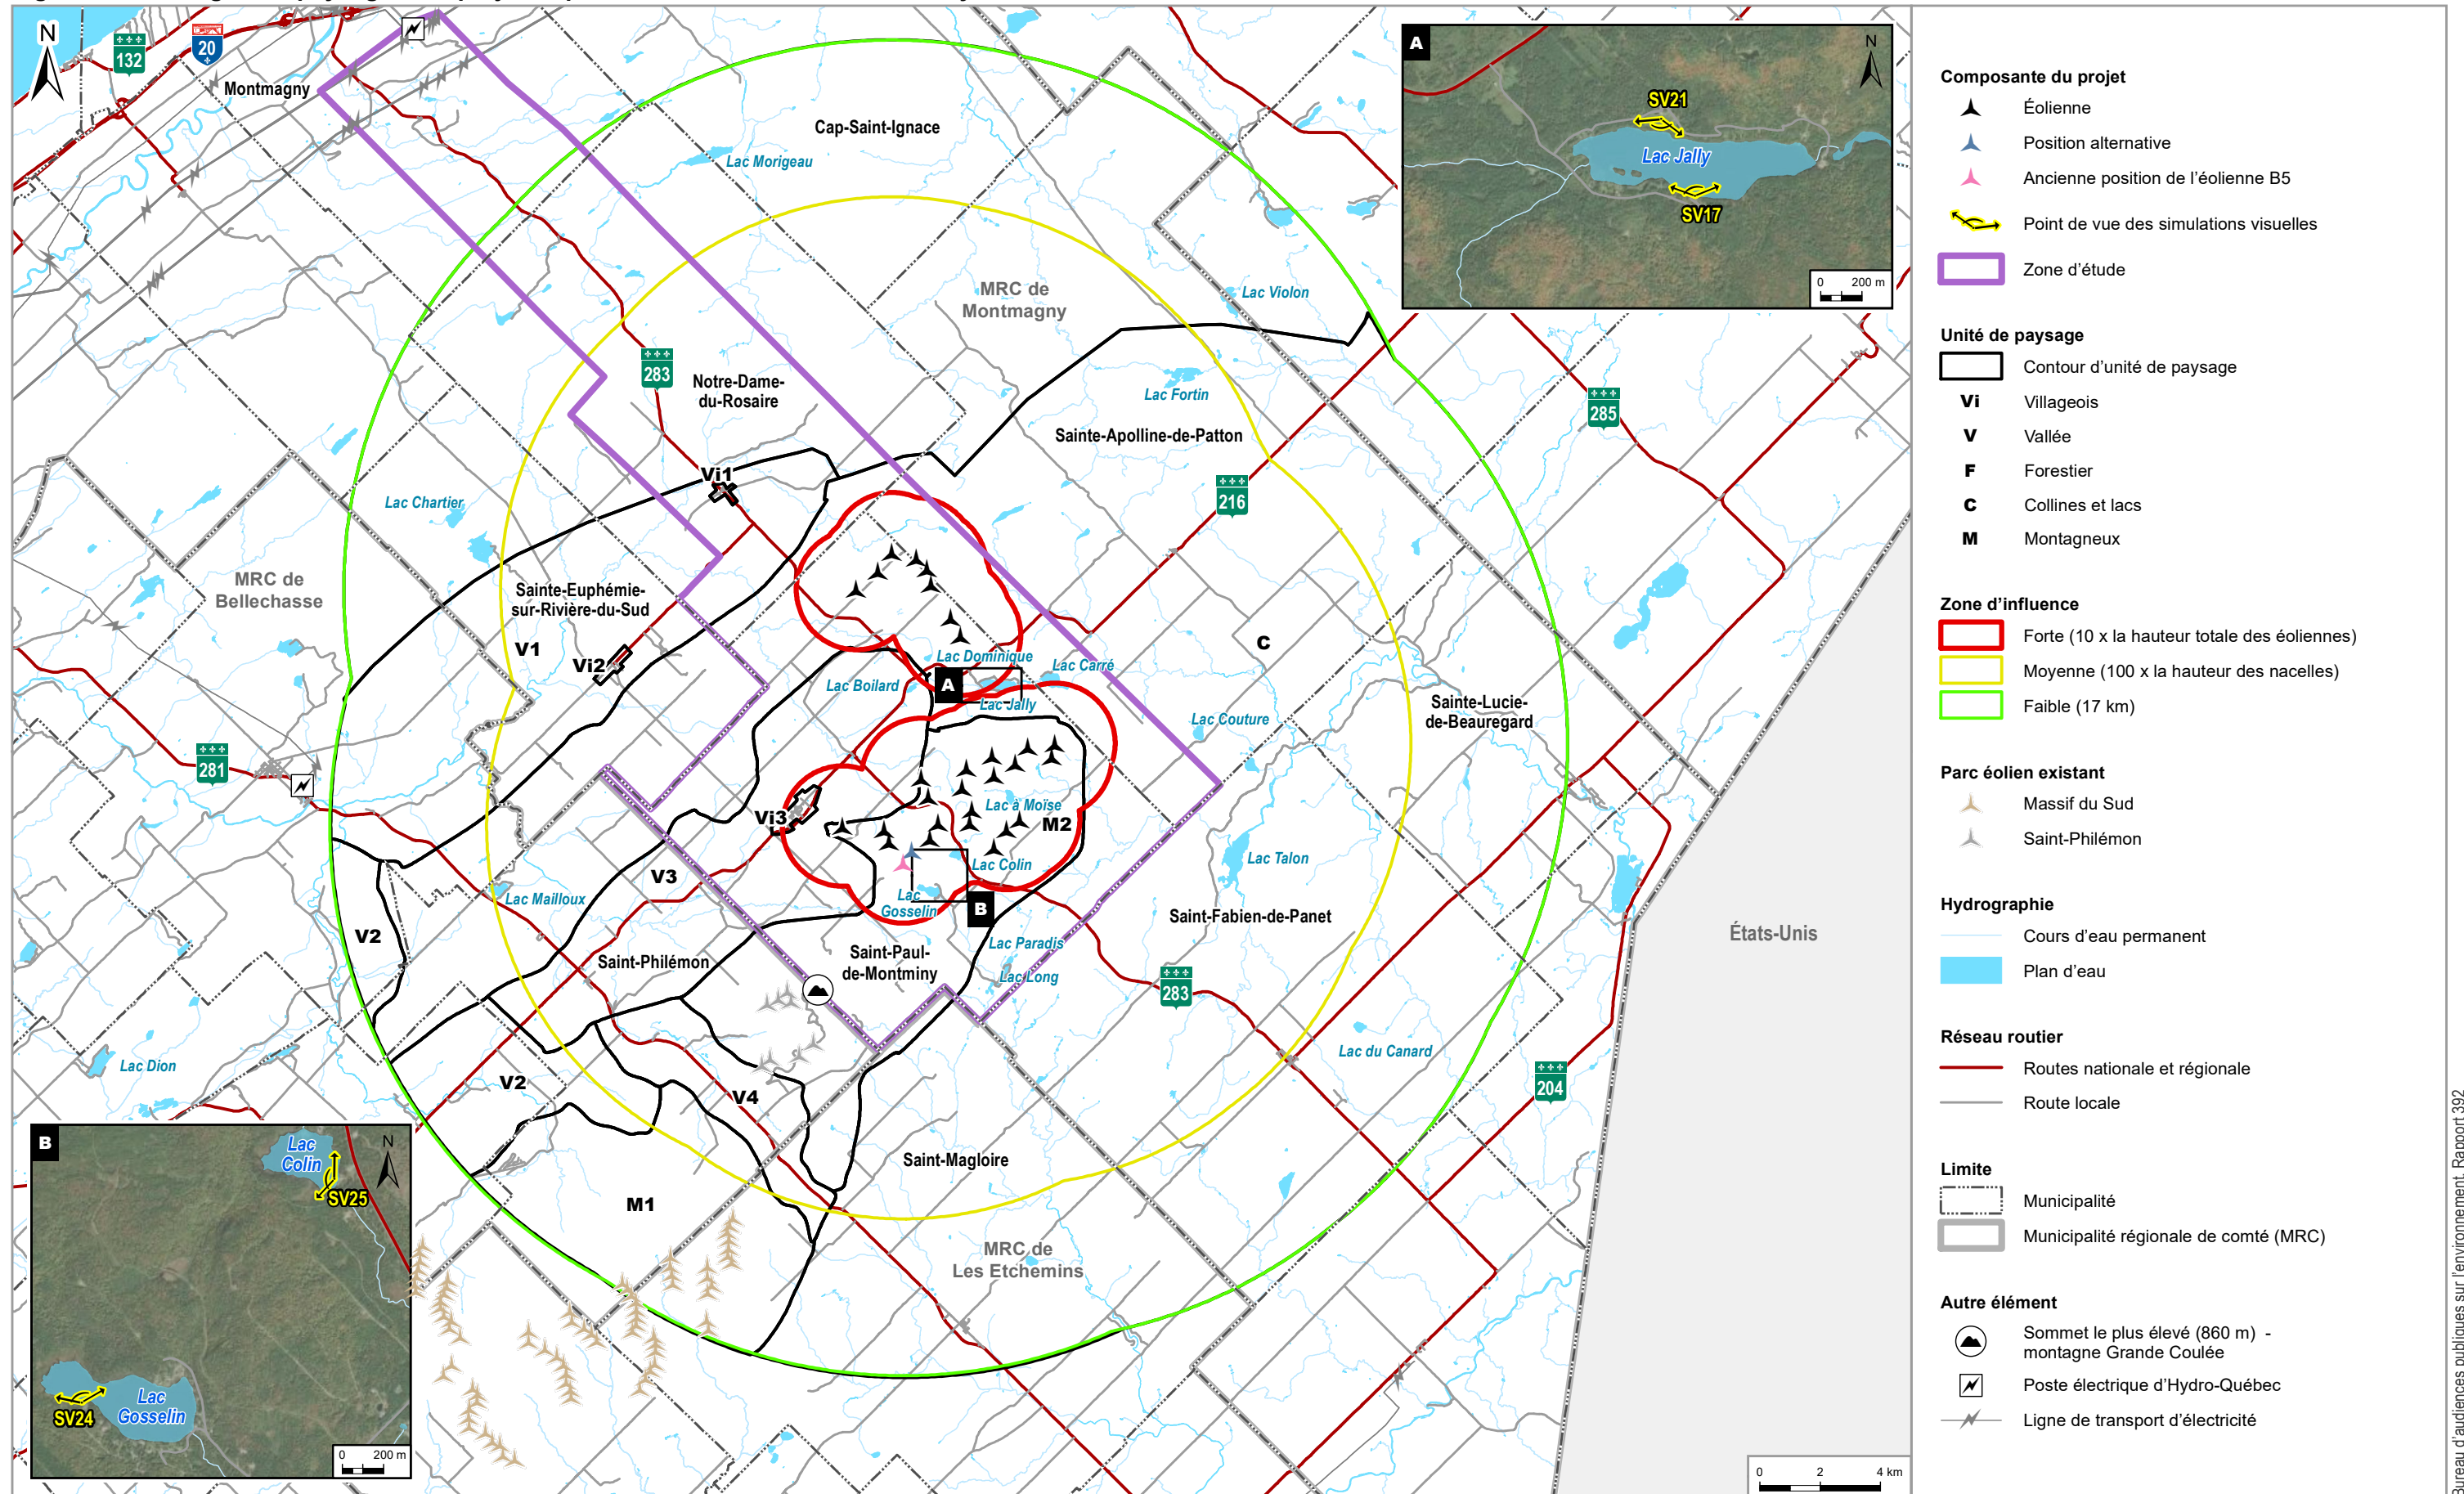 N
132
20
Montmagny
Cap-Saint-Ignace
Lac Morigeau
MRC de
Montmagny
Lac Violon
283
Notre-Dame-
du-Rosaire
Lac Fortin
Sainte-Apolline-de-Patton
285
216
Vi1
Lac Chartier
MRC de
Bellechasse
Sainte-Euphémie-
sur-Rivière-du-Sud
V1
Vi2
C
Lac Dominique
Lac Carré
Lac Boilard
A
Lac Jally
Lac Couture
Sainte-Lucie-
de-Beauregard
281
Vi3
Lac à Moïse
M2
Lac Colin
Lac Talon
V3
Lac Mailloux
Lac
Gosselin
B
Saint-Fabien-de-Panet
V2
États-Unis
Saint-Philémon
Saint-Paul-
de-Montminy
Lac Paradis
Lac Long
283
Lac du Canard
Lac Dion
V2
V4
204
Saint-Magloire
M1
MRC de
Les Etchemins
0 2 4 km
A
N
SV21
Lac Jally
SV17
0 200 m
B
N
Lac
Colin
SV25
Lac
Gosselin
SV24
0 200 m
Composante du projet
Éolienne
Position alternative
Ancienne position de l'éolienne B5
Point de vue des simulations visuelles
Zone d'étude
Unité de paysage
Contour d'unité de paysage
Vi Villageois
V Vallée
F Forestier
C Collines et lacs
M Montagneux
Zone d'influence
Forte (10 x la hauteur totale des éoliennes)
Moyenne (100 x la hauteur des nacelles)
Faible (17 km)
Parc éolien existant
Massif du Sud
Saint-Philémon
Hydrographie
Cours d'eau permanent
Plan d'eau
Réseau routier
Routes nationale et régionale
Route locale
Limite
Municipalité
Municipalité régionale de comté (MRC)
Autre élément
Sommet le plus élevé (860 m) -
montagne Grande Coulée
Poste électrique d'Hydro-Québec
Ligne de transport d'électricité
Bureau d'audiences publiques sur l'environnement. Rapport 392